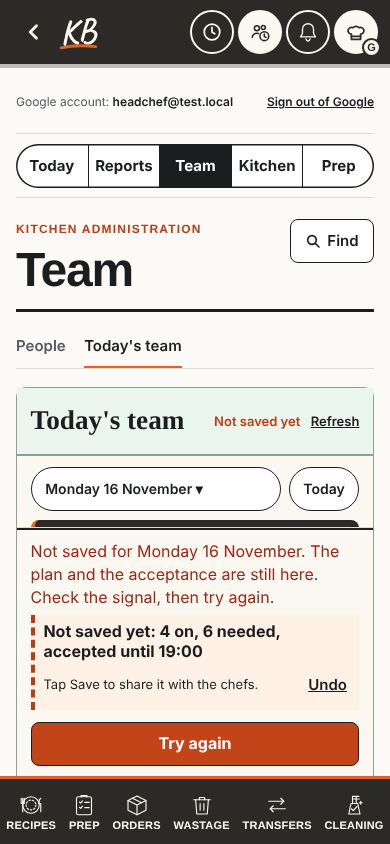 KB
G
Google account: headchef@test.local Sign out of Google
Today Reports Team Kitchen Prep
KITCHEN ADMINISTRATION
Team
Find
People Today's team
Today's team Not saved yet Refresh
Monday 16 November ▾ Today
Not saved for Monday 16 November. The
plan and the acceptance are still here.
Check the signal, then try again.
Not saved yet: 4 on, 6 needed,
accepted until 19:00
Tap Save to share it with the chefs. Undo
Try again
RECIPES PREP ORDERS WASTAGE TRANSFERS CLEANING